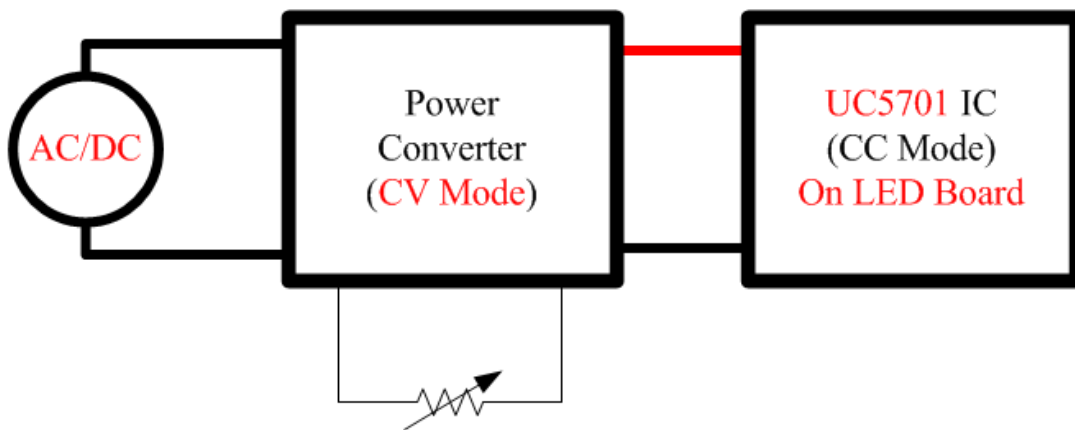 AC/DC
Power
Converter
(CV Mode)
UC5701 IC
(CC Mode)
On LED Board